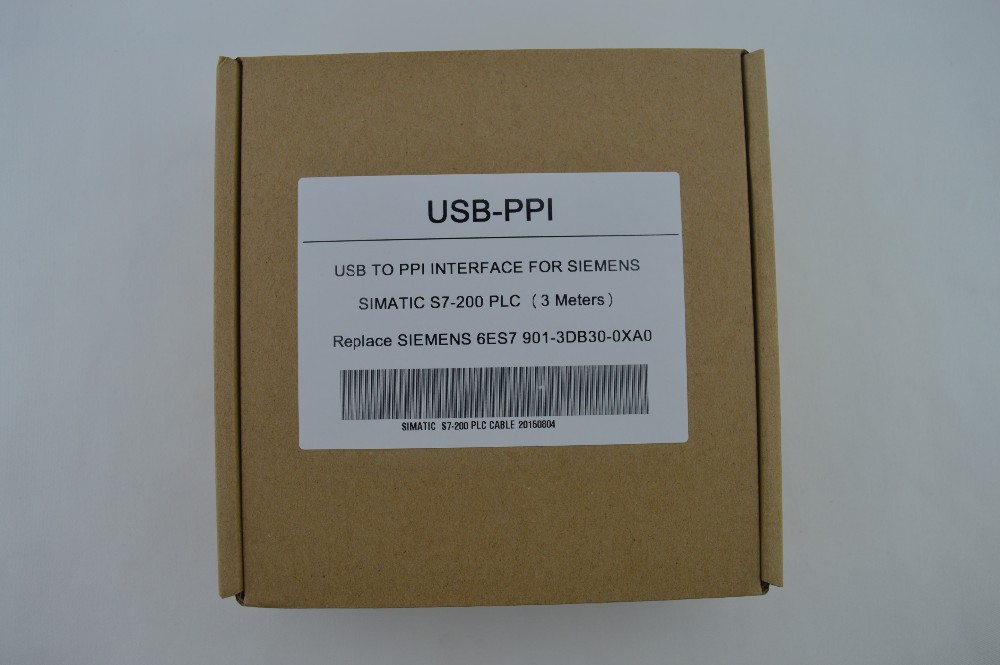 USB-PPI
USB TO PPI INTERFACE FOR SIEMENS
SIMATIC S7-200 PLC ( 3 Meters )
Replace SIEMENS 6ES7 901-3DB30-0XA0
SIMATIC S7-200 PLC CABLE 20150804